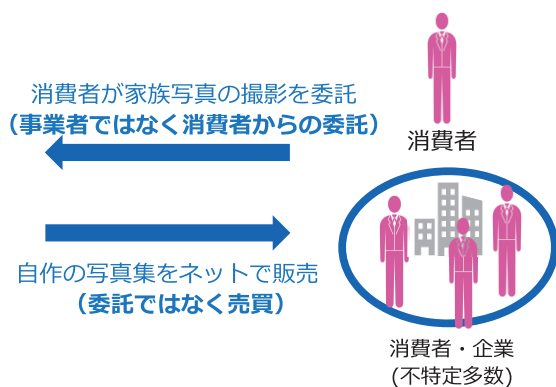 消費者が家族写真の撮影を委託
（事業者ではなく消費者からの委託）
消費者
自作の写真集をネットで販売
（委託ではなく売買）
消費者・企業
(不特定多数)